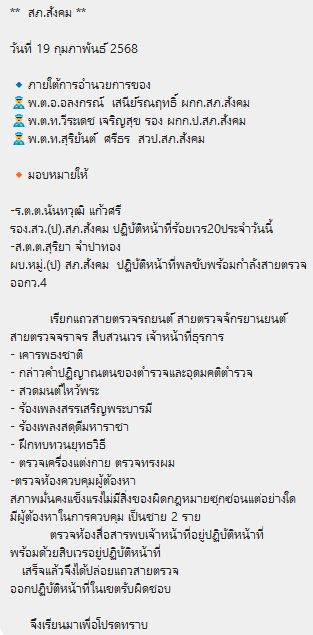 **  สภ.สังคม **
วันที่ 19 กุมภาพันธ์ 2568
🔹ภายใต้การอำนวยการของ
👮พ.ต.อ.อลงกรณ์  เสนีย์รณฤทธิ์ ผกก.สภ.สังคม
👮พ.ต.ท.วีระเดช เจริญสุข รอง ผกก.ป.สภ.สังคม
👮พ.ต.ท.สุริยันต์  ศรีธร  สวป.สภ.สังคม
🔸มอบหมายให้
-ร.ต.ต.นันทวุฒิ แก้วศรี
รอง.สว.(ป).สภ.สังคม ปฏิบัติหน้าที่ร้อยเวร20ประจำวันนี้
-ส.ต.ต.สุริยา จำปาทอง
ผบ.หมู่.(ป) สภ.สังคม  ปฏิบัติหน้าที่พลขับพร้อมกำลังสายตรวจ
ออกว.4
เรียกแถวสายตรวจรถยนต์ สายตรวจจักรยานยนต์
สายตรวจจราจร สืบสวนเวร เจ้าหน้าที่ธุรการ
- เคารพธงชาติ
- กล่าวคำปฏิญาณตนของตำรวจและอุดมคติตำรวจ
- สวดมนต์ไหว้พระ
- ร้องเพลงสรรเสริญพระบารมี
- ร้องเพลงสดุดีมหาราชา
- ฝึกทบทวนยุทธวิธี
- ตรวจเครื่องแต่งกาย ตรวจทรงผม
-ตรวจห้องควบคุมผู้ต้องหา
สภาพมั่นคงแข็งแรงไม่มีสิ่งของผิดกฎหมายซุกซ่อนแต่อย่างใด
มีผู้ต้องหาในการควบคุม เป็นชาย 2 ราย
ตรวจห้องสื่อสารพบเจ้าหน้าที่อยู่ปฏิบัติหน้าที่
พร้อมด้วยสิบเวรอยู่ปฏิบัติหน้าที่
เสร็จแล้วจึงได้ปล่อยแถวสายตรวจ
ออกปฏิบัติหน้าที่ในเขตรับผิดชอบ
จึงเรียนมาเพื่อโปรดทราบ